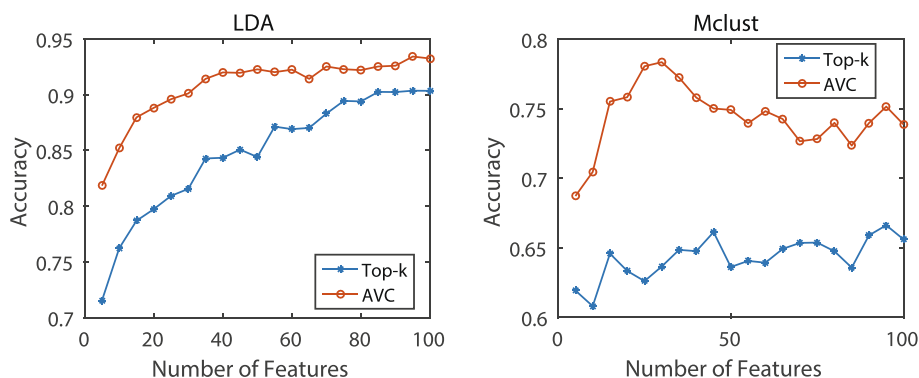 LDA
0.95
0.9
0.85
0.8
0.75
0.7
Accuracy
0
20
40
60
80
100
Number of Features
Top-k
AVC
Mclust
0.8
0.75
0.7
0.65
0.6
Accuracy
0
50
100
Number of Features
Top-k
AVC